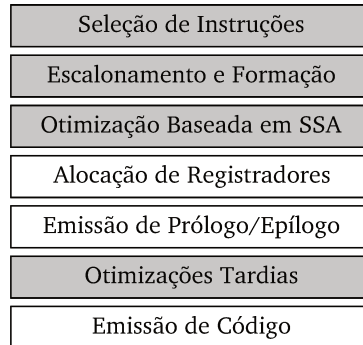 Seleção de Instruções
Escalonamento e Formação
Otimização Baseada em SSA
Alocação de Registradores
Emissão de Prólogo/Epílogo
Otimizações Tardias
Emissão de Código